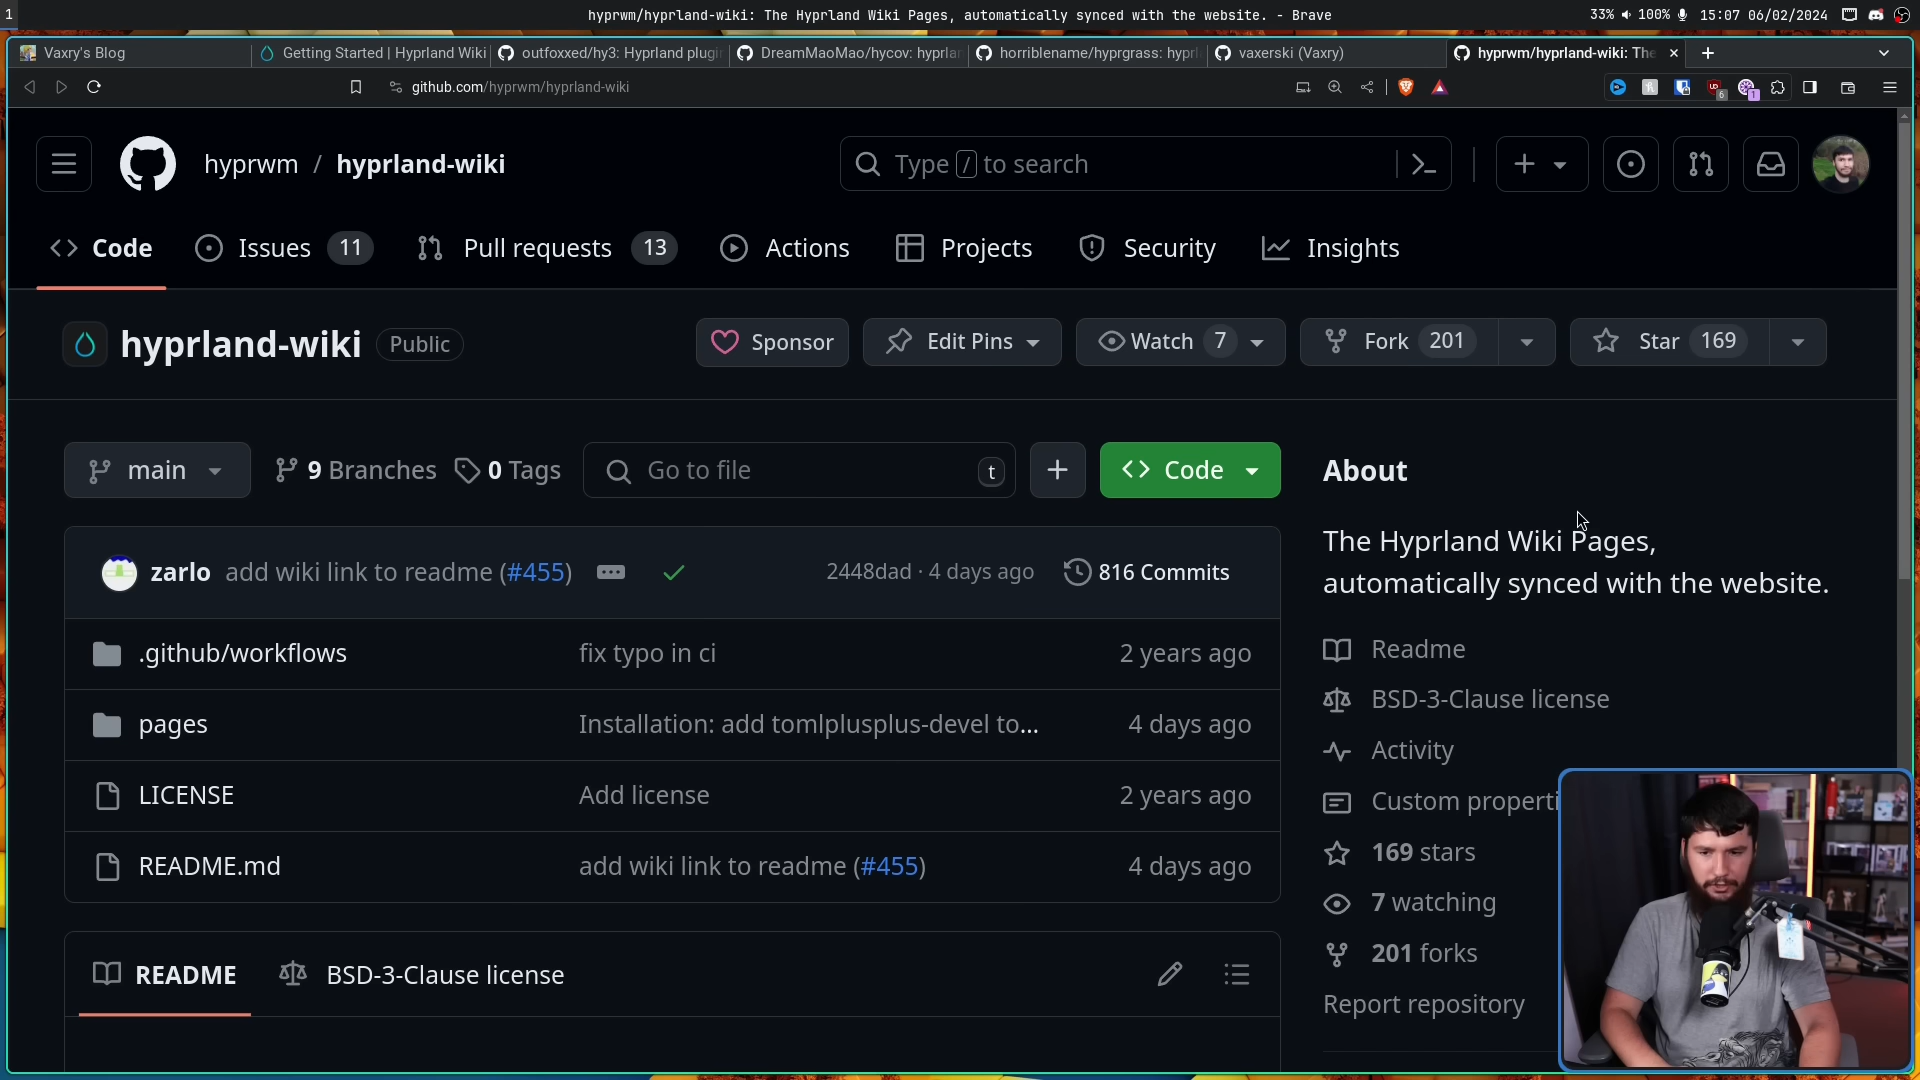 1
hyprwm/hyprland-wiki: The Hyprland Wiki Pages, automatically synced with the website. - Brave
33% 100% 15:07 06/02/2024
Vaxry's Blog
Getting Started | Hyprland Wiki
outfoxxed/hy3: Hyprland plugin
DreamMaoMao/hycov: hyprlan
horriblename/hyprgrass: hyprl
vaxerski (Vaxry)
hyprwm/hyprland-wiki: The
github.com/hyprwm/hyprland-wiki
6
1
hyprwm / hyprland-wiki
Type / to search
Code
Issues 11
Pull requests 13
Actions
Projects
Security
Insights
hyprland-wiki Public
Sponsor
Edit Pins
Watch 7
Fork 201
Star 169
main
9 Branches
0 Tags
Go to file t
Code
zarlo add wiki link to readme (#455)
2448dad · 4 days ago
816 Commits
.github/workflows fix typo in ci 2 years ago
pages Installation: add tomlplusplus-devel to... 4 days ago
LICENSE Add license 2 years ago
README.md add wiki link to readme (#455) 4 days ago
README
BSD-3-Clause license
About
The Hyprland Wiki Pages,
automatically synced with the website.
Readme
BSD-3-Clause license
Activity
Custom properti
169 stars
7 watching
201 forks
Report repository